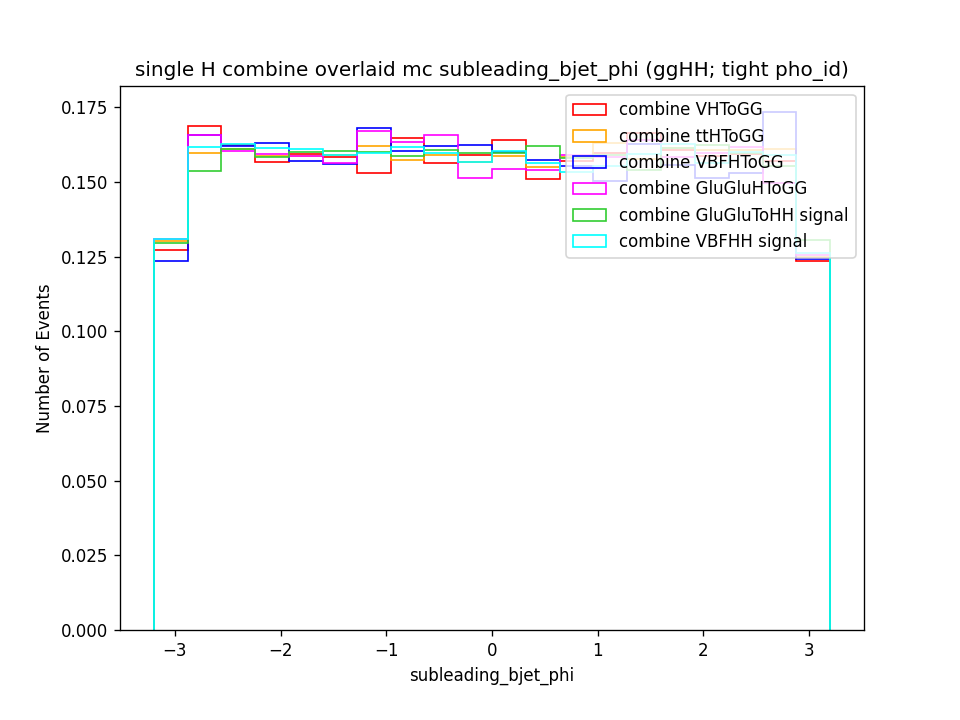 single H combine overlaid mc subleading_bjet_phi (ggHH; tight pho_id)
combine VHToGG
combine ttHToGG
combine VBFHToGG
combine GluGluHToGG
combine GluGluToHH signal
combine VBFHH signal
0.175
0.150
0.125
0.100
0.075
0.050
0.025
0.000
Number of Events
−3
−2
−1
0
1
2
3
subleading_bjet_phi